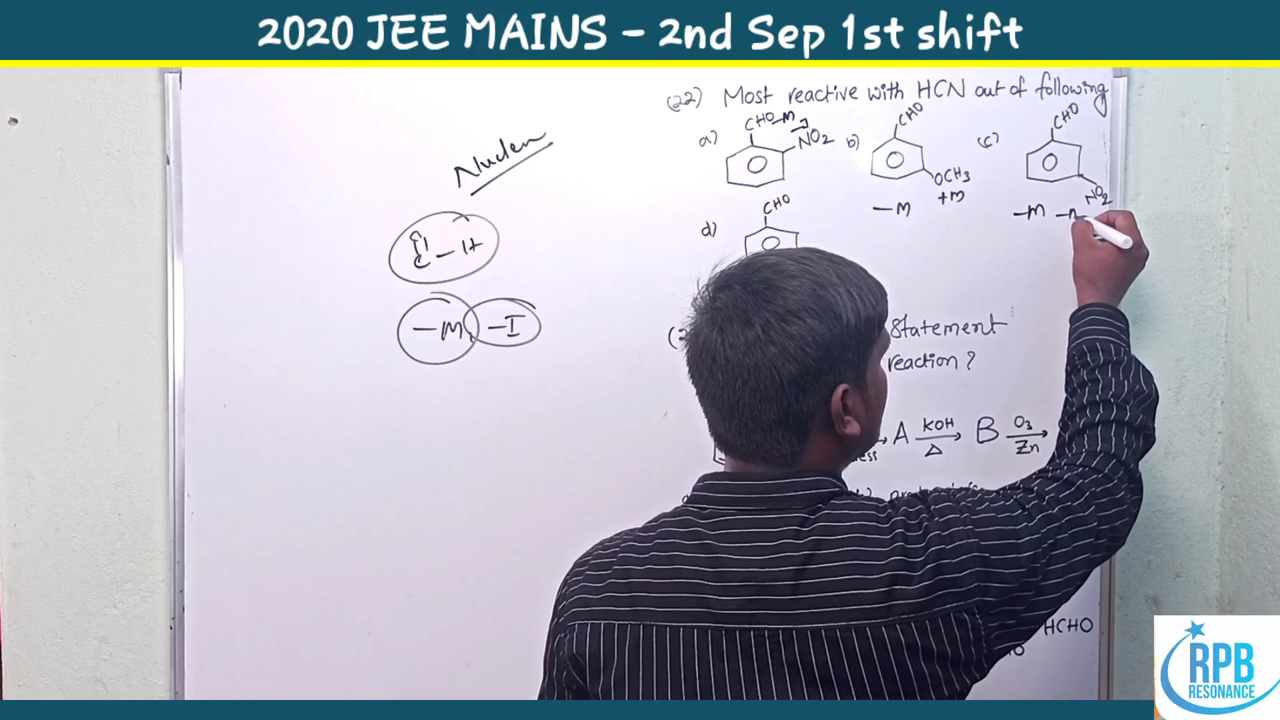 2020 JEE MAINS - 2nd Sep 1st shift
(22) Most reactive with HCN out of following
a) CHO -M NO2 b) CHO OCH3 +M (c) CHO NO2
-M
-M
d) CHO
C - H
-M -I
Statement
reaction?
A KOH Δ B O3 Zn
HCHO
RPB
RESONANCE